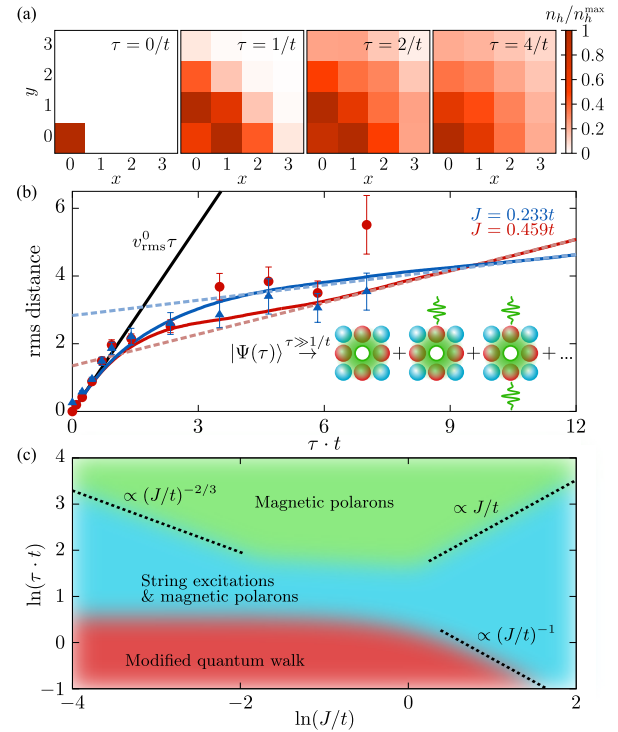 (a)
n_h/n_h^max
τ = 0/t
τ = 1/t
τ = 2/t
τ = 4/t
3
2
1
0
y
0 1 2 3
0 1 2 3
0 1 2 3
0 1 2 3
x
x
x
x
1
0.8
0.6
0.4
0.2
0
(b)
6
4
2
0
rms distance
v^0_rms τ
J = 0.233t
J = 0.459t
|Ψ(τ)⟩ τ≫1/t → + + + ...
0 3 6 9 12
τ · t
(c)
4
3
2
1
0
−1
ln(τ · t)
∝ (J/t)^−2/3
Magnetic polarons
∝ J/t
String excitations
& magnetic polarons
∝ (J/t)^−1
Modified quantum walk
−4 −2 0 2
ln(J/t)